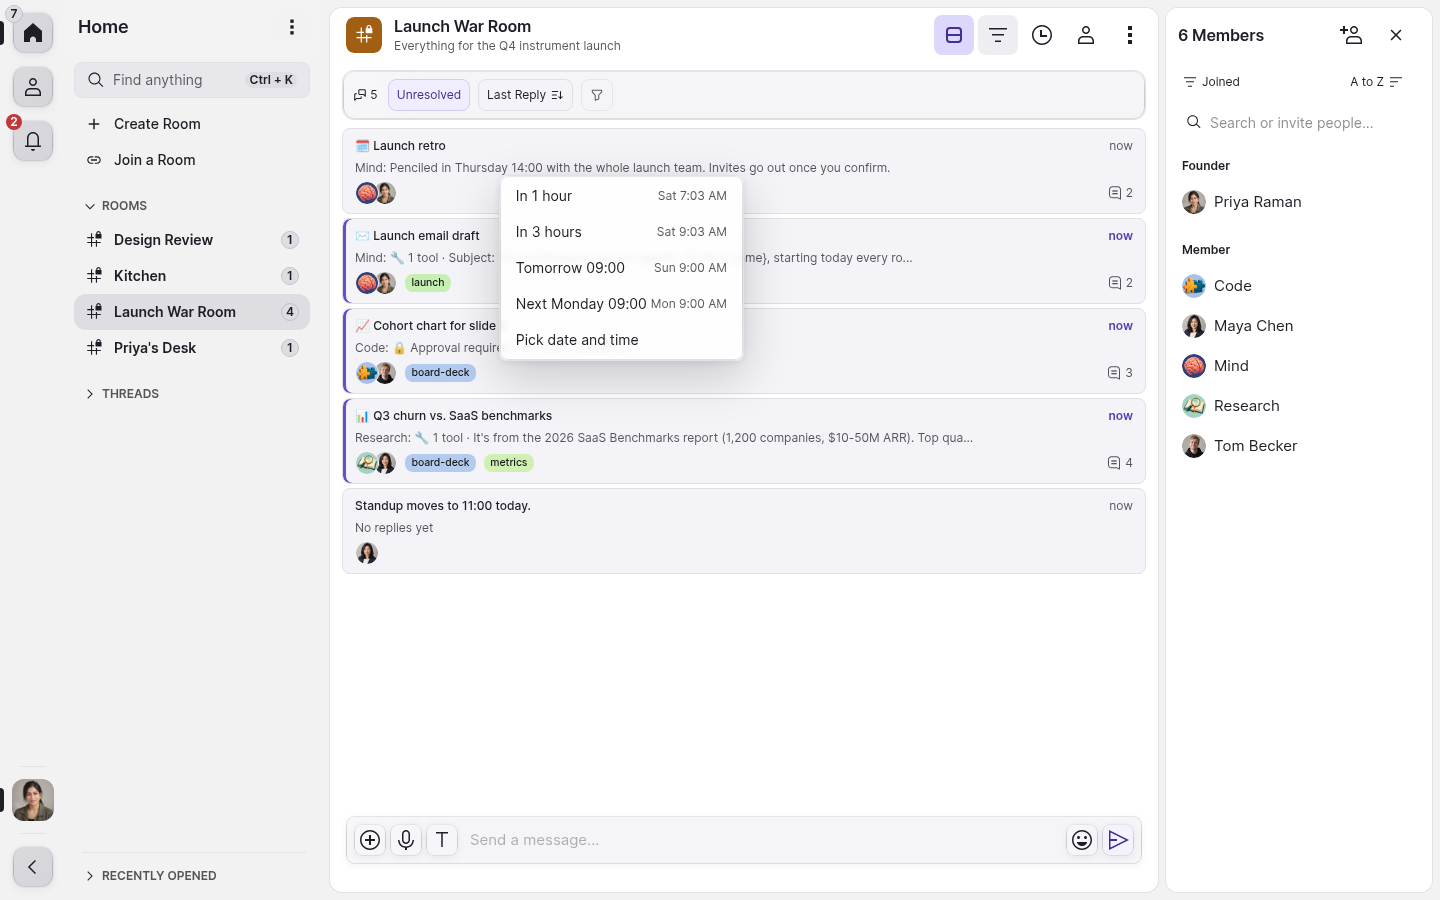 7
Home
Find anything
Ctrl + K
2
Create Room
Join a Room
ROOMS
Design Review
1
Kitchen
1
Launch War Room
4
Priya's Desk
1
THREADS
RECENTLY OPENED
Launch War Room
Everything for the Q4 instrument launch
5
Unresolved
Last Reply
Launch retro
now
Mind: Penciled in Thursday 14:00 with the whole launch team. Invites go out once you confirm.
2
In 1 hour
Sat 7:03 AM
In 3 hours
Sat 9:03 AM
Tomorrow 09:00
Sun 9:00 AM
Next Monday 09:00
Mon 9:00 AM
Pick date and time
Launch email draft
now
Mind: 🔧 1 tool · Subject:
starting today every ro...
launch
2
Cohort chart for slide
now
Code: 🔒 Approval require
board-deck
3
Q3 churn vs. SaaS benchmarks
now
Research: 🔧 1 tool · It's from the 2026 SaaS Benchmarks report (1,200 companies, $10-50M ARR). Top qua...
board-deck
metrics
4
Standup moves to 11:00 today.
now
No replies yet
Send a message...
6 Members
Joined
A to Z
Search or invite people...
Founder
Priya Raman
Member
Code
Maya Chen
Mind
Research
Tom Becker